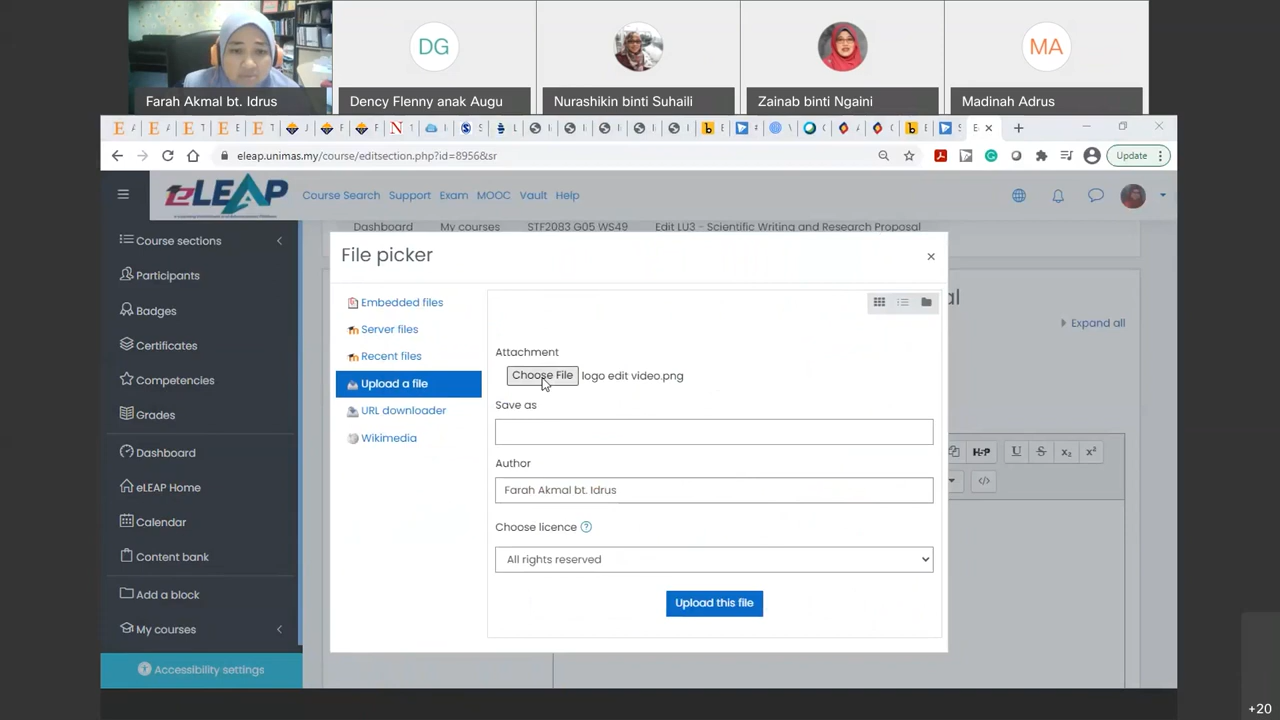 DG
MA
Farah Akmal bt. Idrus
Dency Flenny anak Augu
Nurashikin binti Suhaili
Zainab binti Ngaini
Madinah Adrus
eleap.unimas.my/course/editsection.php?id=8956&sr
Update
eLEAP
Course Search
Support
Exam
MOOC
Vault
Help
Dashboard
My courses
STF2083 G05 WS49
Edit LU3 - Scientific Writing and Research Proposal
Course sections
Participants
Badges
Certificates
Competencies
Grades
Dashboard
eLEAP Home
Calendar
Content bank
Add a block
My courses
Accessibility settings
File picker
Embedded files
Server files
Recent files
Upload a file
URL downloader
Wikimedia
Attachment
Choose File logo edit video.png
Save as
Author
Farah Akmal bt. Idrus
Choose licence
All rights reserved
Upload this file
al
Expand all
H-P
+20